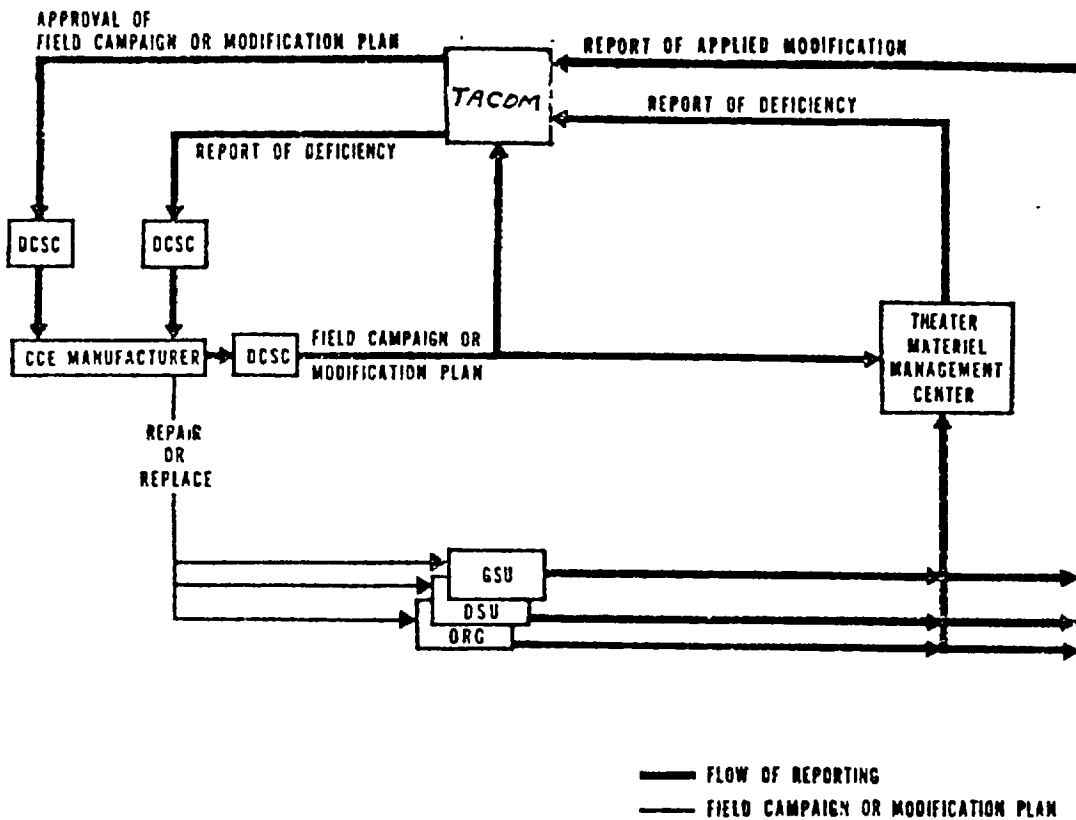 APPROVAL OF
FIELD CAMPAIGN OR MODIFICATION PLAN
REPORT OF APPLIED MODIFICATION
TACOM
REPORT OF DEFICIENCY
REPORT OF DEFICIENCY
DCSC
DCSC
CCE MANUFACTURER
DCSC
FIELD CAMPAIGN OR
MODIFICATION PLAN
THEATER
MATERIEL
MANAGEMENT
CENTER
REPAIR
OR
REPLACE
GSU
DSU
ORG
FLOW OF REPORTING
FIELD CAMPAIGN OR MODIFICATION PLAN